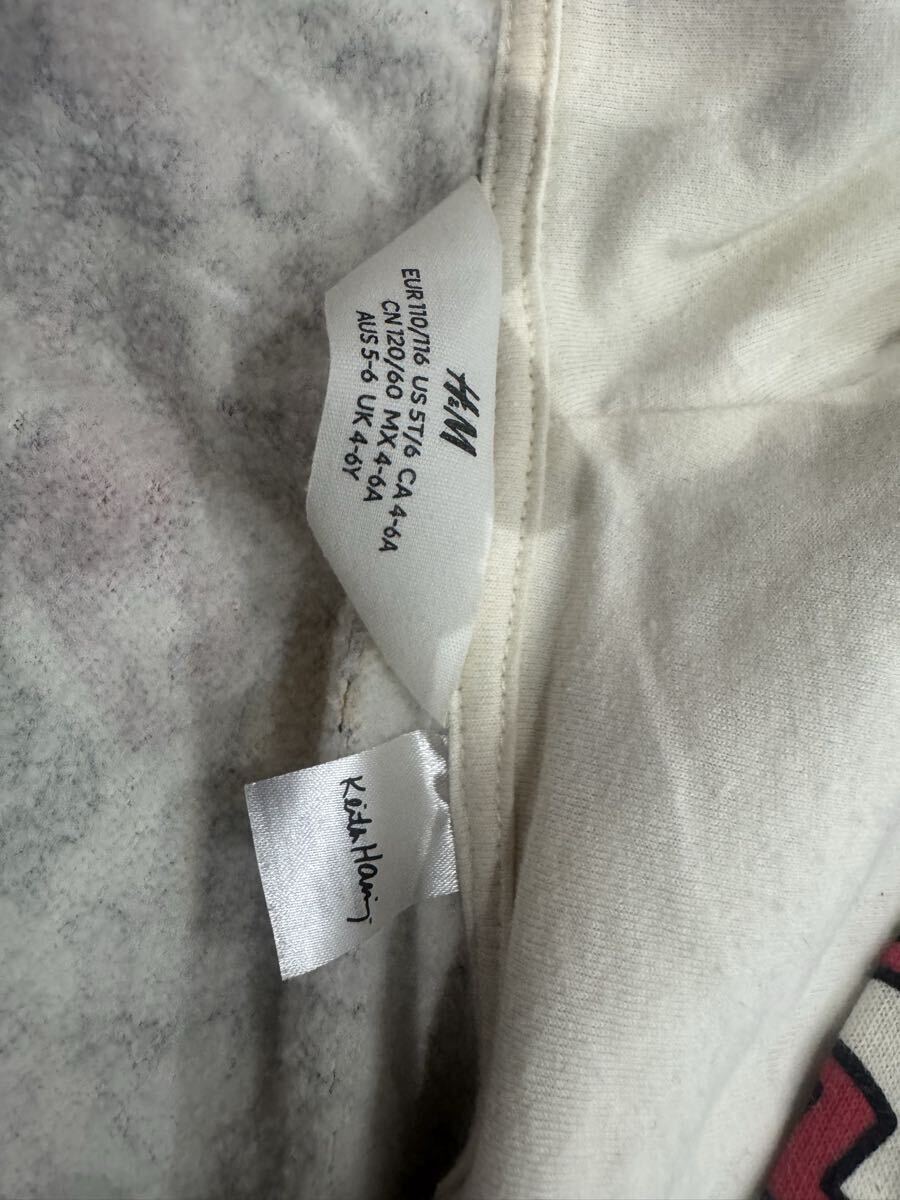 H&M
EUR 110/116 US 5T/6 CA 4-6A
CN 120/60 MX 4-6A
AUS 5-6 UK 4-6Y
Keith Haring